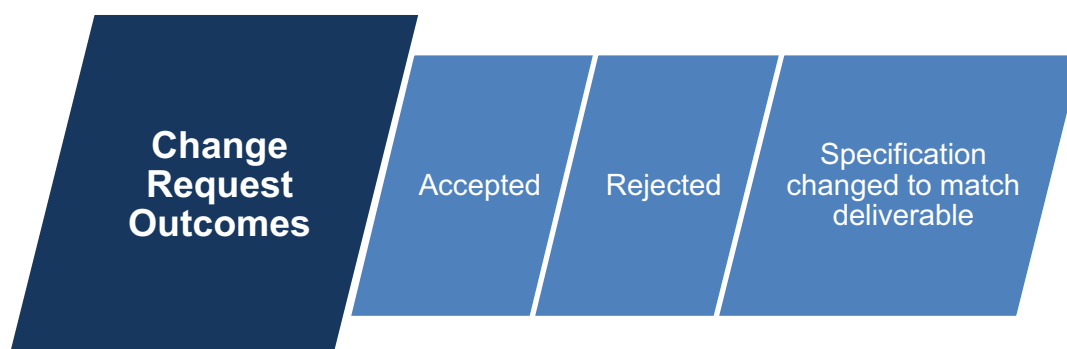 Change
Request
Outcomes
Accepted
Rejected
Specification
changed to match
deliverable